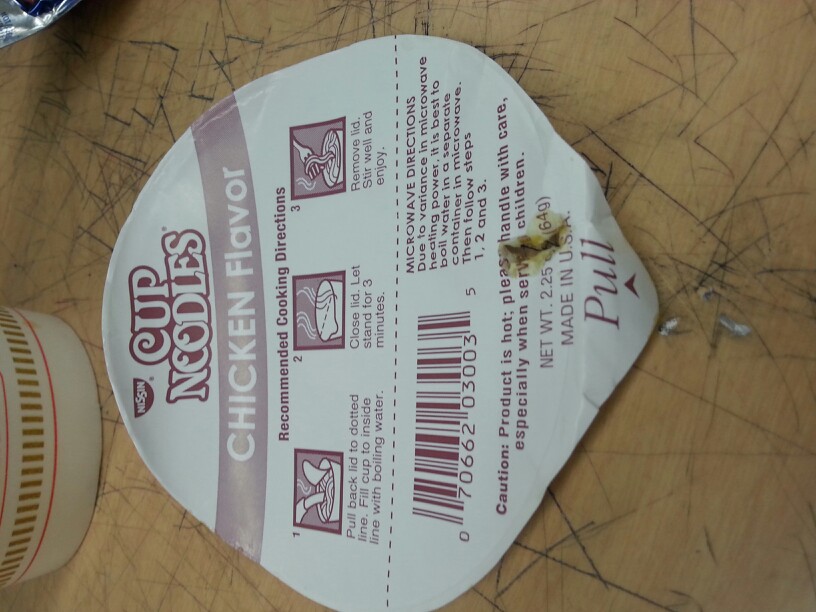 NISSIN
CUP
NOODLES®
CHICKEN Flavor
Recommended Cooking Directions
1
Pull back lid to dotted
line. Fill cup to inside
line with boiling water.
2
Close lid. Let
stand for 3
minutes.
3
Remove lid.
Stir well and
enjoy.
0 70662 03003 5
MICROWAVE DIRECTIONS
Due to variance in microwave
heating power, it is best to
boil water in separate
container in microwave.
Then follow steps
1, 2 and 3.
Caution: Product is hot; please handle with care,
especially when children.
NET WT. 2.25 (64g)
MADE IN U.S.A.
Pull